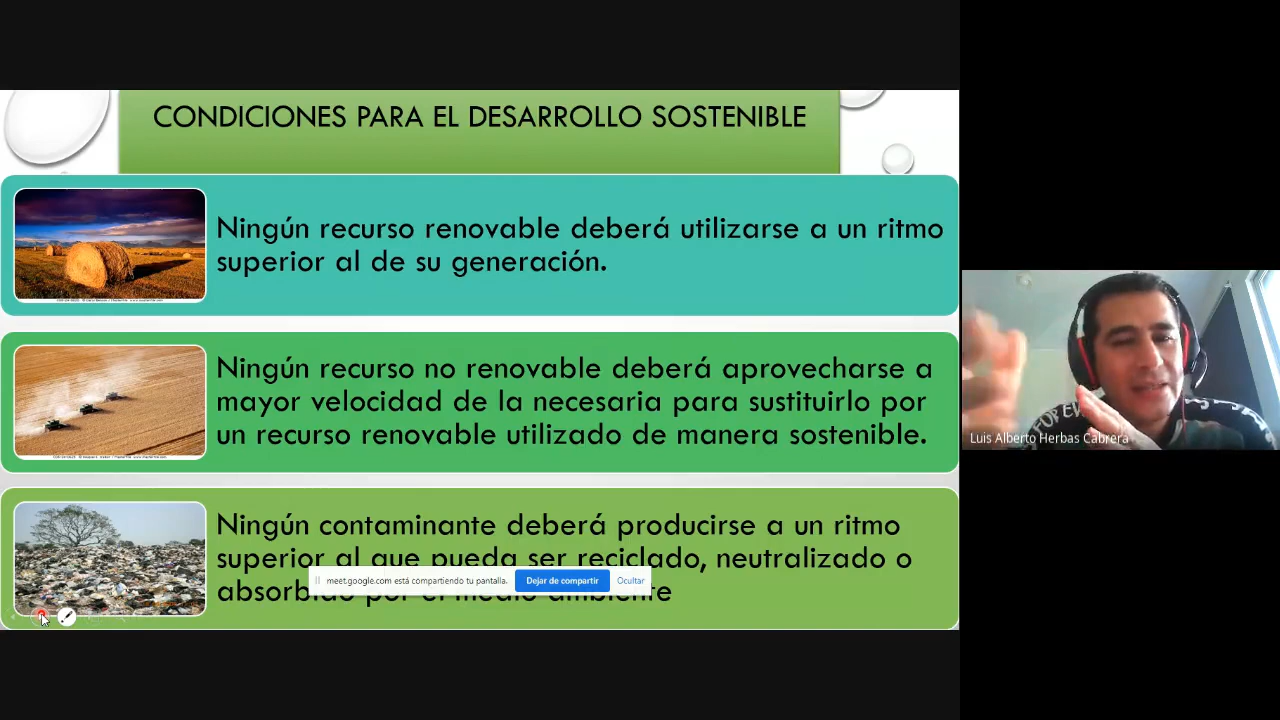 CONDICIONES PARA EL DESARROLLO SOSTENIBLE
Ningún recurso renovable deberá utilizarse a un ritmo
superior al de su generación.
Ningún recurso no renovable deberá aprovecharse a
mayor velocidad de la necesaria para sustituirlo por
un recurso renovable utilizado de manera sostenible.
Ningún contaminante deberá producirse a un ritmo
superior al que pueda ser reciclado, neutralizado o
absorbido por el medio ambiente
meet.google.com está compartiendo tu pantalla.
Dejar de compartir
Ocultar
Luis Alberto Herbas Cabrera